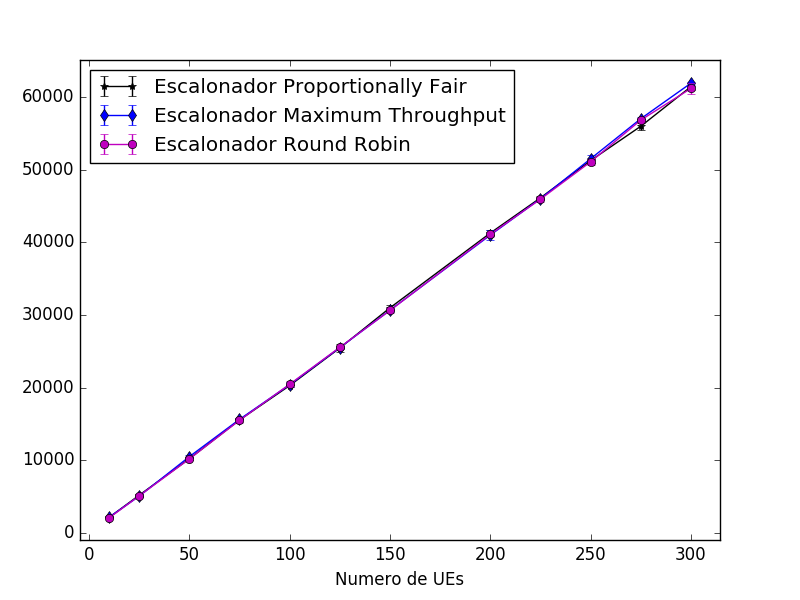 Escalonador Proportionally Fair
Escalonador Maximum Throughput
Escalonador Round Robin
60000
50000
40000
30000
20000
10000
0
0 50 100 150 200 250 300
Numero de UEs